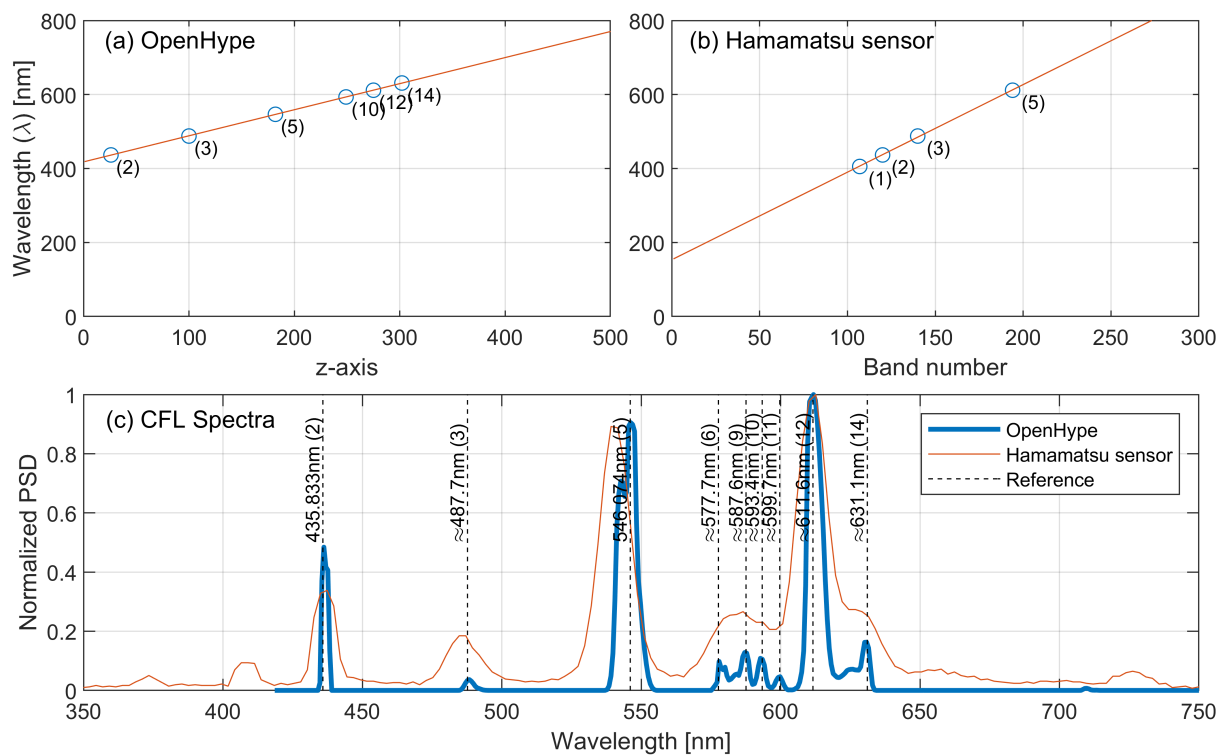 (a) OpenHype
Wavelength (λ) [nm]
800
600
400
200
0
(2)
(3)
(5)
(10)
(12)
(14)
0
100
200
300
400
500
z-axis
(b) Hamamatsu sensor
800
600
400
200
0
(1)
(2)
(3)
(5)
0
50
100
150
200
250
300
Band number
(c) CFL Spectra
Normalized PSD
1
0.8
0.6
0.4
0.2
0
435.833nm (2)
≈487.7nm (3)
546.074nm (5)
≈577.7nm (6)
≈587.6nm (9)
≈593.4nm (10)
≈599.7nm (11)
≈611.6nm (12)
≈631.1nm (14)
OpenHype
Hamamatsu sensor
Reference
350
400
450
500
550
600
650
700
750
Wavelength [nm]